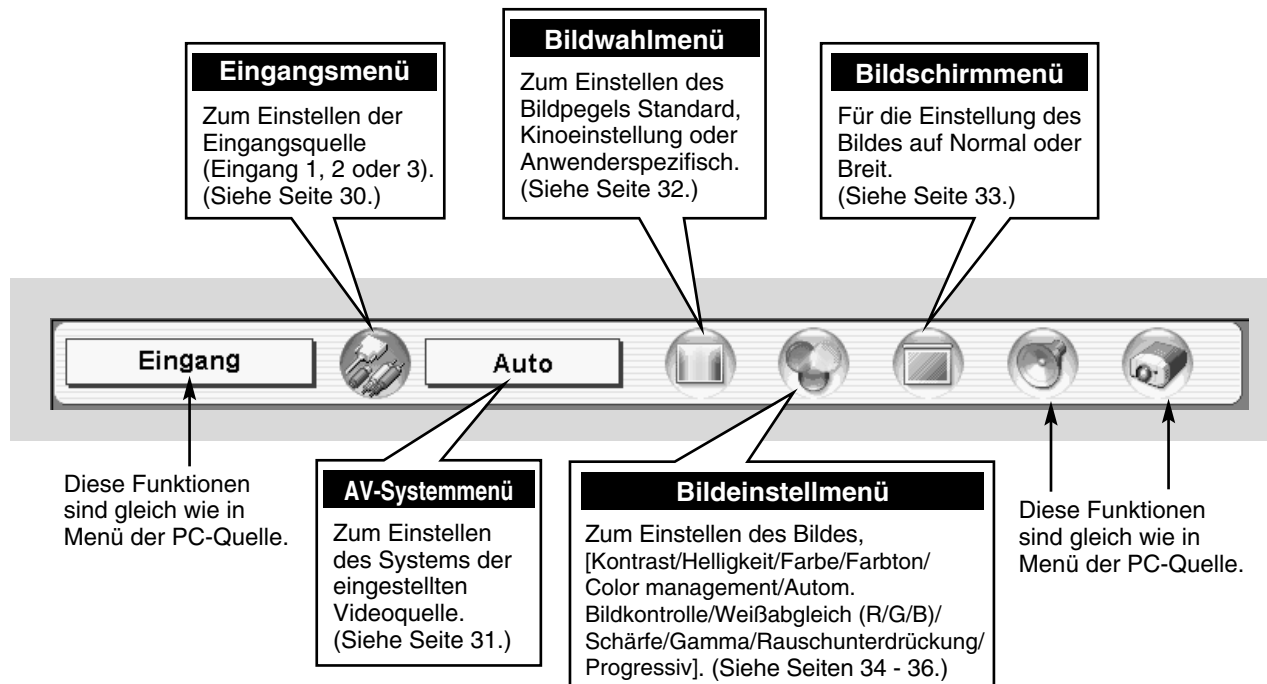 Eingangsmenü
Zum Einstellen der
Eingangsquelle
(Eingang 1, 2 oder 3).
(Siehe Seite 30.)
Bildwahlmenü
Zum Einstellen des
Bildpegels Standard,
Kinoeinstellung oder
Anwenderspezifisch.
(Siehe Seite 32.)
Bildschirmmenü
Für die Einstellung des
Bildes auf Normal oder
Breit.
(Siehe Seite 33.)
Eingang
Auto
Diese Funktionen
sind gleich wie in
Menü der PC-Quelle.
AV-Systemmenü
Zum Einstellen
des Systems der
eingestellten
Videoquelle.
(Siehe Seite 31.)
Bildeinstellmenü
Zum Einstellen des Bildes,
[Kontrast/Helligkeit/Farbe/Farbton/
Color management/Autom.
Bildkontrolle/Weißabgleich (R/G/B)/
Schärfe/Gamma/Rauschunterdrückung/
Progressiv]. (Siehe Seiten 34 - 36.)
Diese Funktionen
sind gleich wie in
Menü der PC-Quelle.